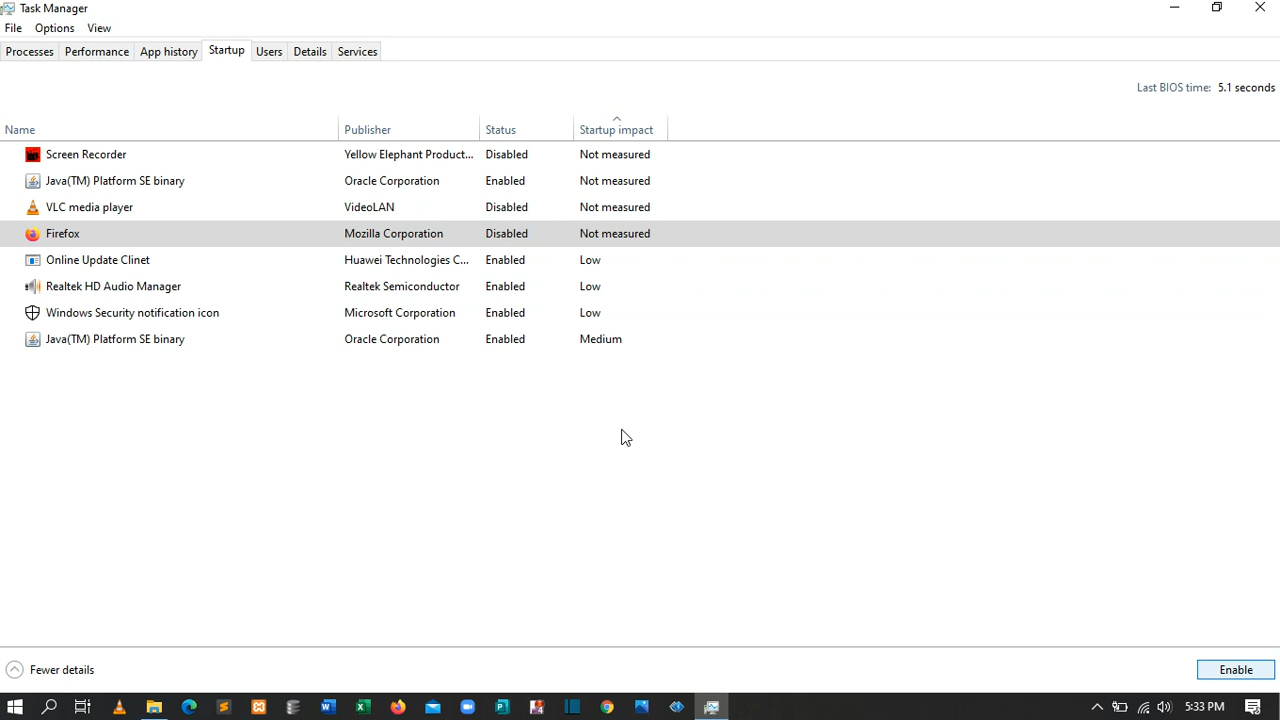 Task Manager
File Options View
Processes Performance App history Startup Users Details Services
Last BIOS time: 5.1 seconds
Name Publisher Status Startup impact
Screen Recorder Yellow Elephant Product... Disabled Not measured
Java(TM) Platform SE binary Oracle Corporation Enabled Not measured
VLC media player VideoLAN Disabled Not measured
Firefox Mozilla Corporation Disabled Not measured
Online Update Clinet Huawei Technologies C... Enabled Low
Realtek HD Audio Manager Realtek Semiconductor Enabled Low
Windows Security notification icon Microsoft Corporation Enabled Low
Java(TM) Platform SE binary Oracle Corporation Enabled Medium
Fewer details Enable
5:33 PM